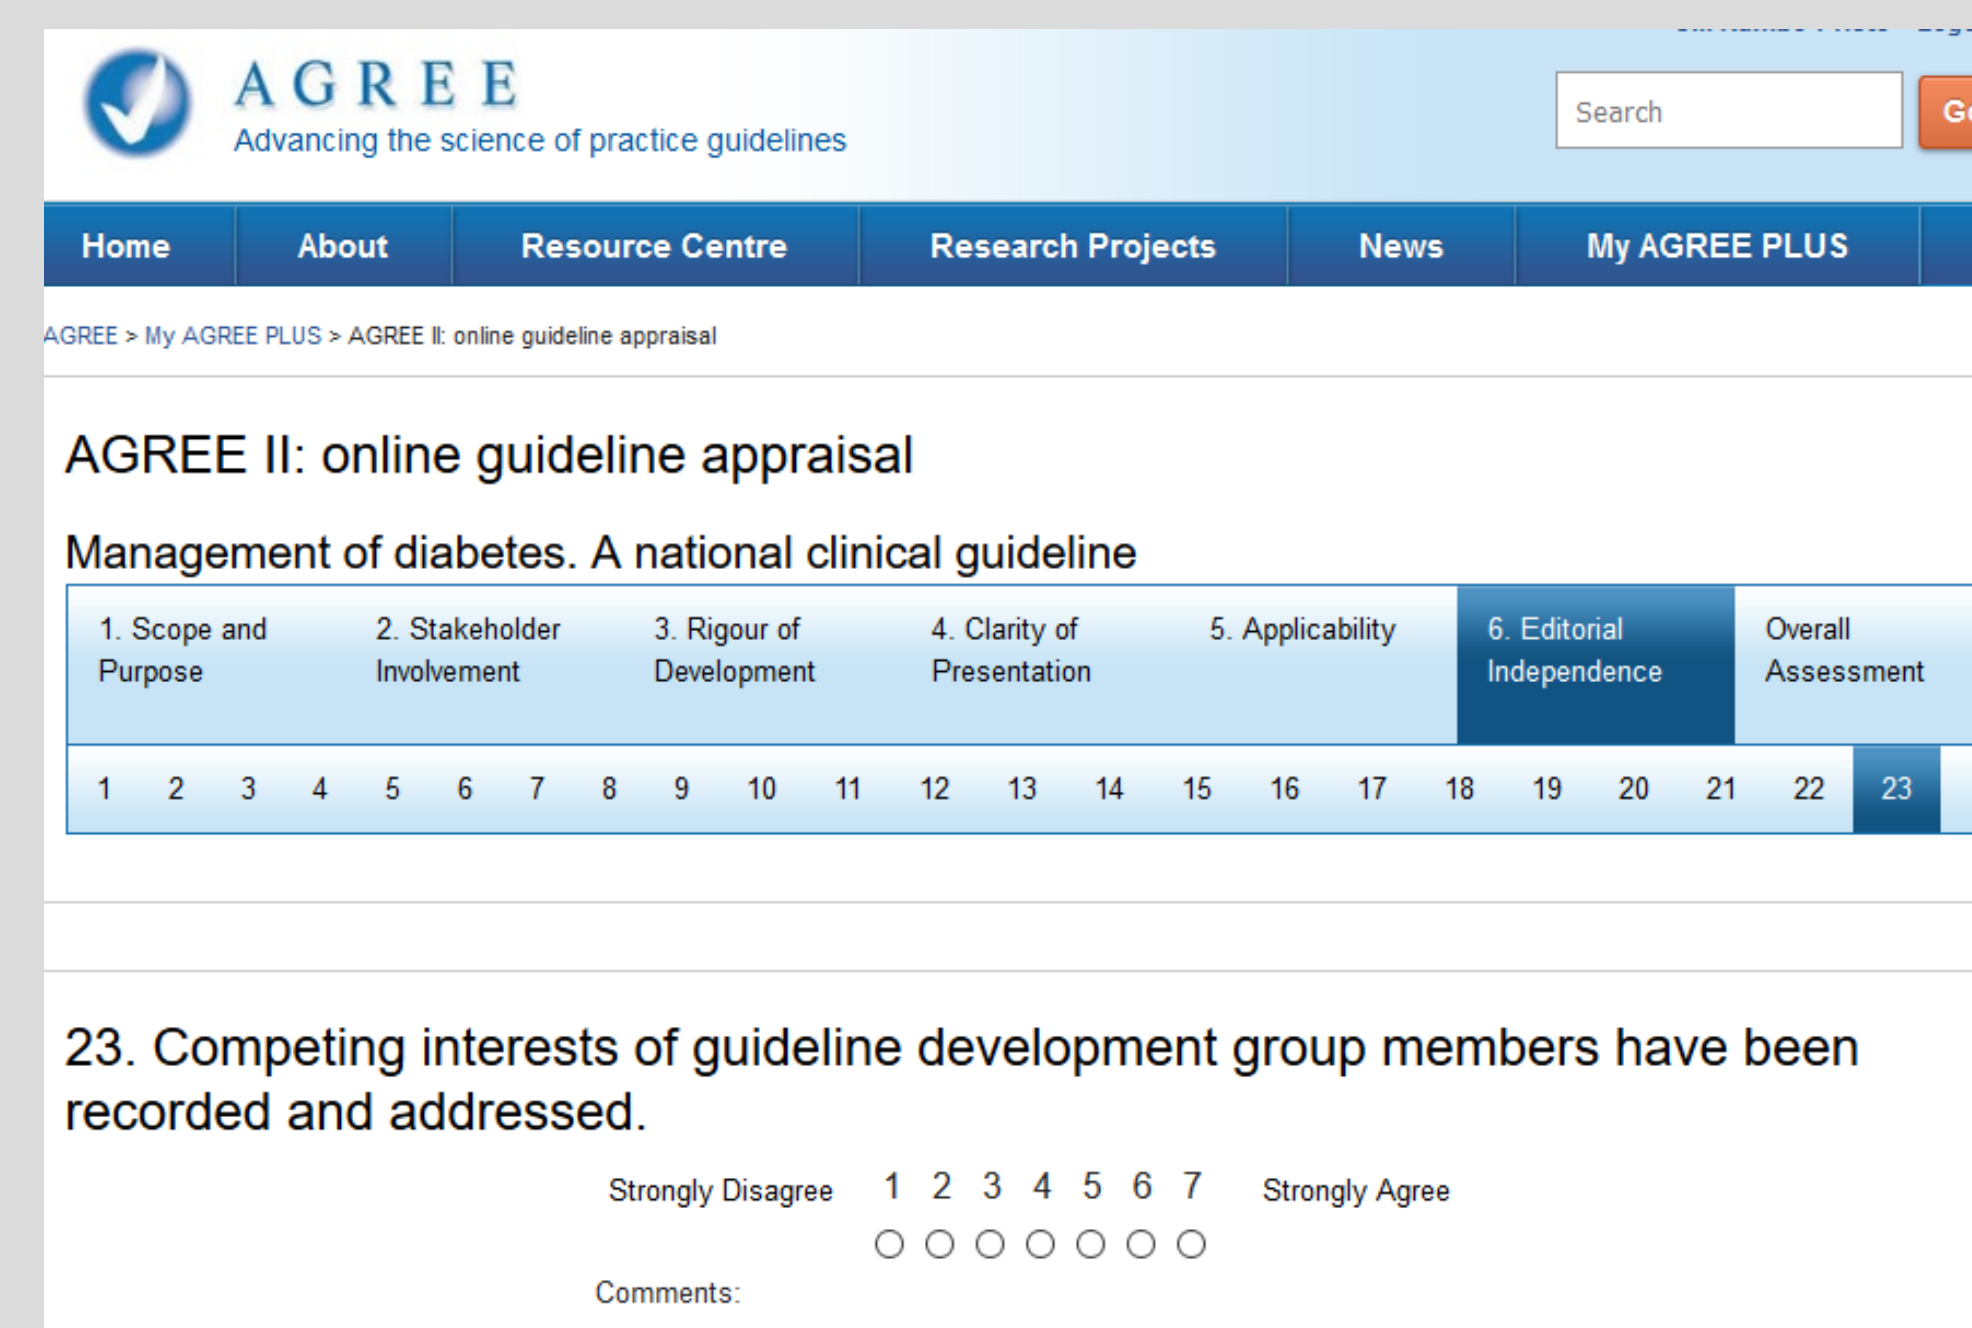 AGREE
Advancing the science of practice guidelines
Search
Home About Resource Centre Research Projects News My AGREE PLUS
AGREE > My AGREE PLUS > AGREE II: online guideline appraisal
AGREE II: online guideline appraisal
Management of diabetes. A national clinical guideline
1. Scope and Purpose
2. Stakeholder Involvement
3. Rigour of Development
4. Clarity of Presentation
5. Applicability
6. Editorial Independence
Overall Assessment
1 2 3 4 5 6 7 8 9 10 11 12 13 14 15 16 17 18 19 20 21 22 23
23. Competing interests of guideline development group members have been
recorded and addressed.
Strongly Disagree 1 2 3 4 5 6 7 Strongly Agree
Comments: